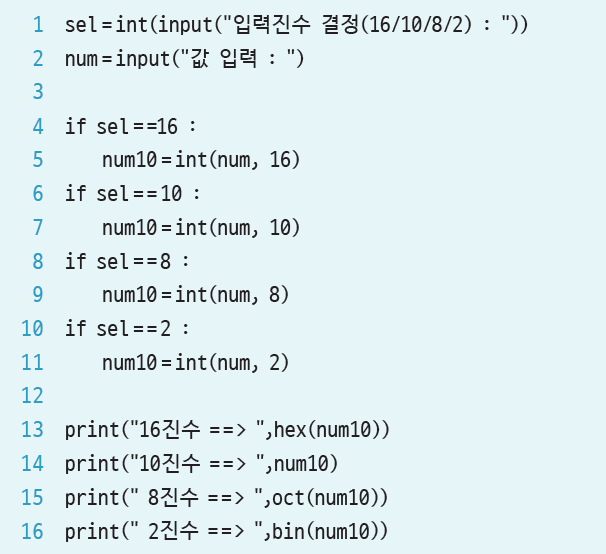 1 sel=int(input("입력진수 결정(16/10/8/2) : "))
2 num=input("값 입력 : ")
3
4 if sel==16 :
5     num10=int(num, 16)
6 if sel==10 :
7     num10=int(num, 10)
8 if sel==8 :
9     num10=int(num, 8)
10 if sel==2 :
11     num10=int(num, 2)
12
13 print("16진수 ==> ",hex(num10))
14 print("10진수 ==> ",num10)
15 print(" 8진수 ==> ",oct(num10))
16 print(" 2진수 ==> ",bin(num10))